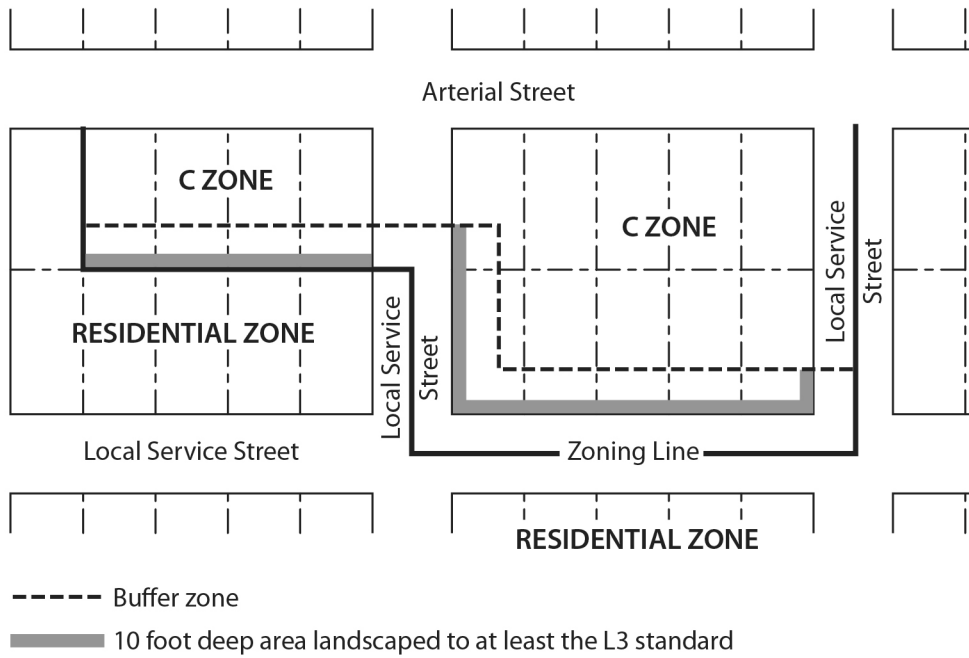 Arterial Street
C ZONE
C ZONE
Local Service
Street
RESIDENTIAL ZONE
Local Service
Street
Local Service Street
Zoning Line
RESIDENTIAL ZONE
Buffer zone
10 foot deep area landscaped to at least the L3 standard